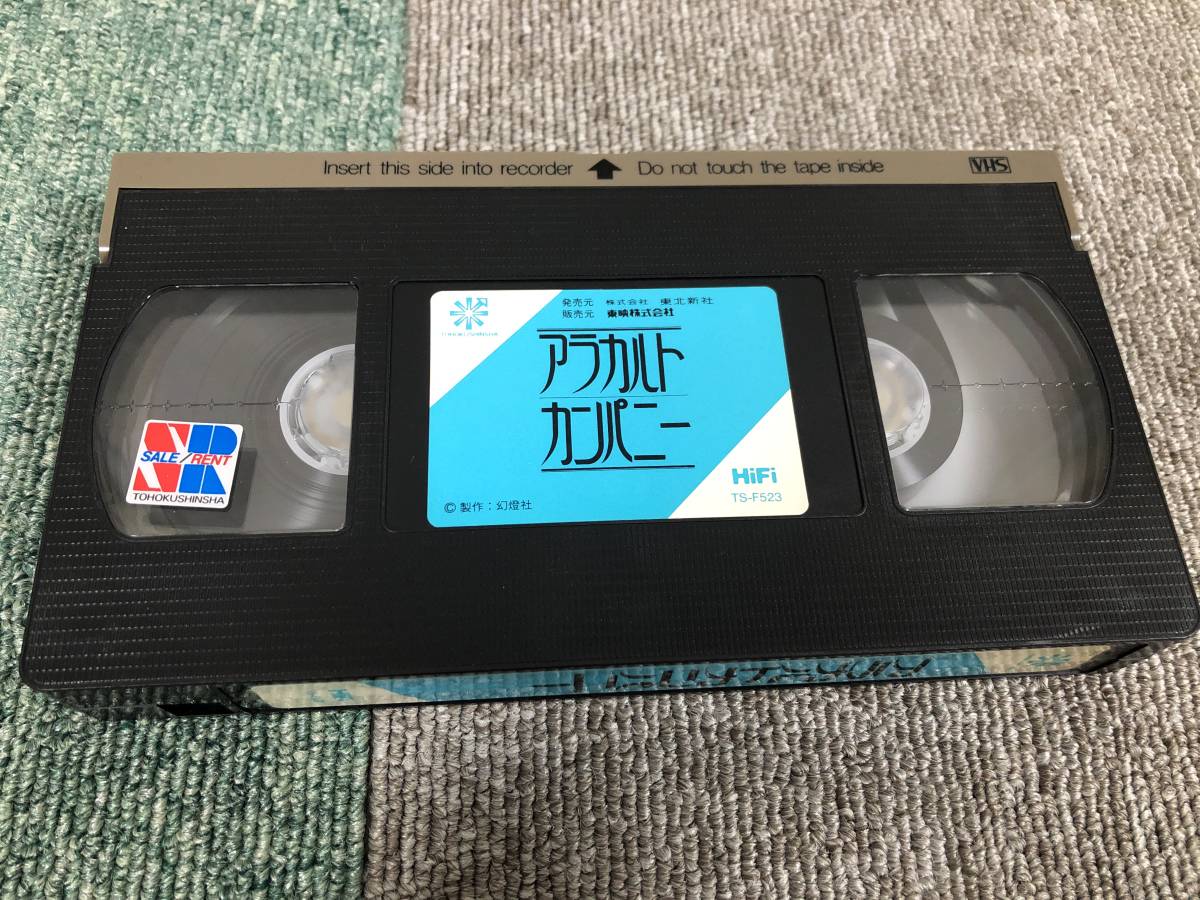 Insert this side into recorder Do not touch the tape inside VHS
TOHOKUSHINSHA
発売元 株式会社 東北新社
販売元 東映株式会社
アラカルト
カンパニー
HiFi
TS-F523
© 製作:幻燈社
SR
SALE/RENT
TOHOKUSHINSHA